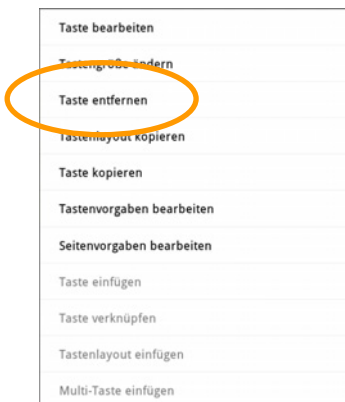 Taste bearbeiten
Tastengröße ändern
Taste entfernen
Tastenlayout kopieren
Taste kopieren
Tastenvorgaben bearbeiten
Seitenvorgaben bearbeiten
Taste einfügen
Taste verknüpfen
Tastenlayout einfügen
Multi-Taste einfügen